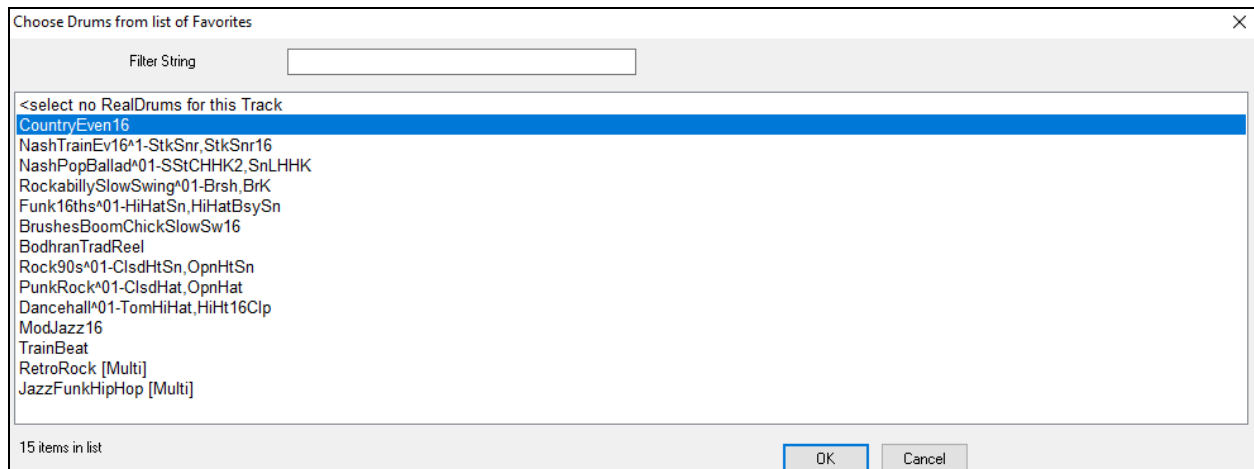 Choose Drums from list of Favorites
Filter String
<select no RealDrums for this Track
CountryEven16
NashTrainEv16^1-StkSnr,StkSnr16
NashPopBallad^01-SStCHHK2,SnLHHK
RockabillySlowSwing^01-Brsh,BrK
Funk16ths^01-HiHatSn,HiHatBsySn
BrushesBoomChickSlowSw16
BodhranTradReel
Rock90s^01-ClsdHtSn,OpnHtSn
PunkRock^01-ClsdHat,OpnHat
Dancehall^01-TomHiHat,HiHt16Clp
ModJazz16
TrainBeat
RetroRock [Multi]
JazzFunkHipHop [Multi]
15 items in list
OK Cancel